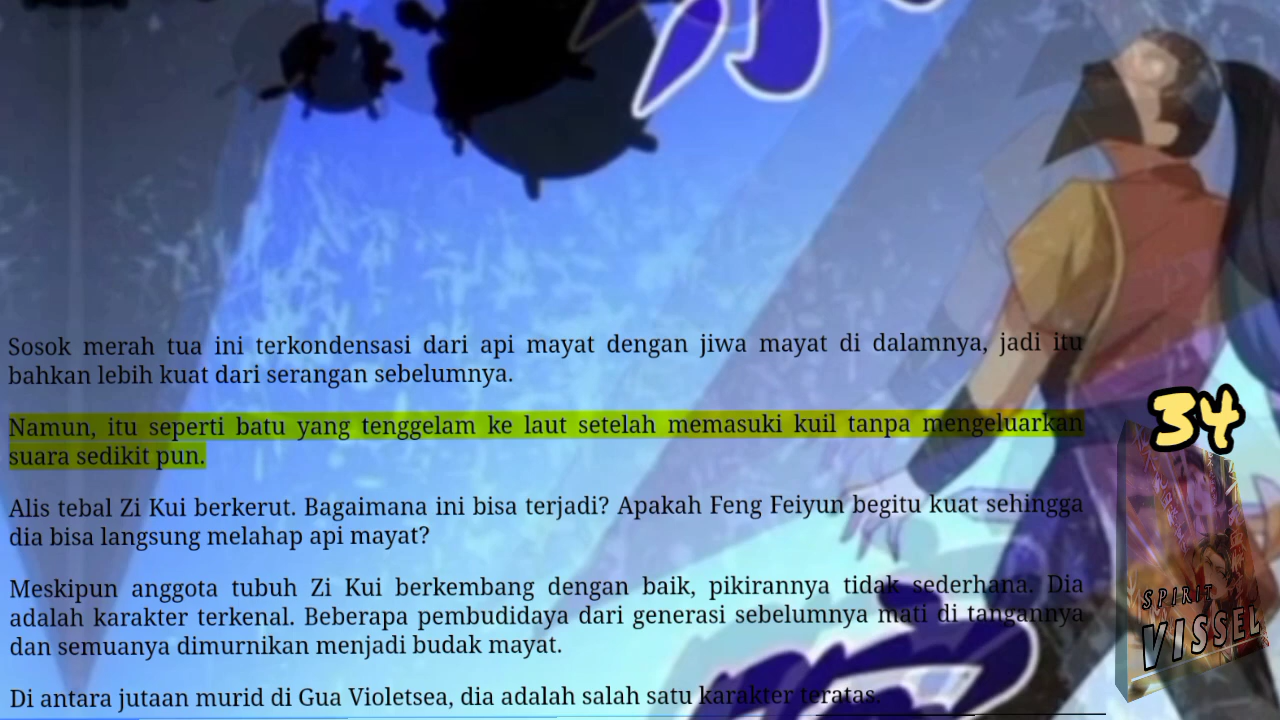 Sosok merah tua ini terkondensasi dari api mayat dengan jiwa mayat di dalamnya, jadi itu
bahkan lebih kuat dari serangan sebelumnya.
Namun, itu seperti batu yang tenggelam ke laut setelah memasuki kuil tanpa mengeluarkan
suara sedikit pun.
Alis tebal Zi Kui berkerut. Bagaimana ini bisa terjadi? Apakah Feng Feiyun begitu kuat sehingga
dia bisa langsung melahap api mayat?
Meskipun anggota tubuh Zi Kui berkembang dengan baik, pikirannya tidak sederhana. Dia
adalah karakter terkenal. Beberapa pembudidaya dari generasi sebelumnya mati di tangannya
dan semuanya dimurnikan menjadi budak mayat.
Di antara jutaan murid di Gua Violetsea, dia adalah salah satu karakter teratas.
34
SPIRIT
VISSEL